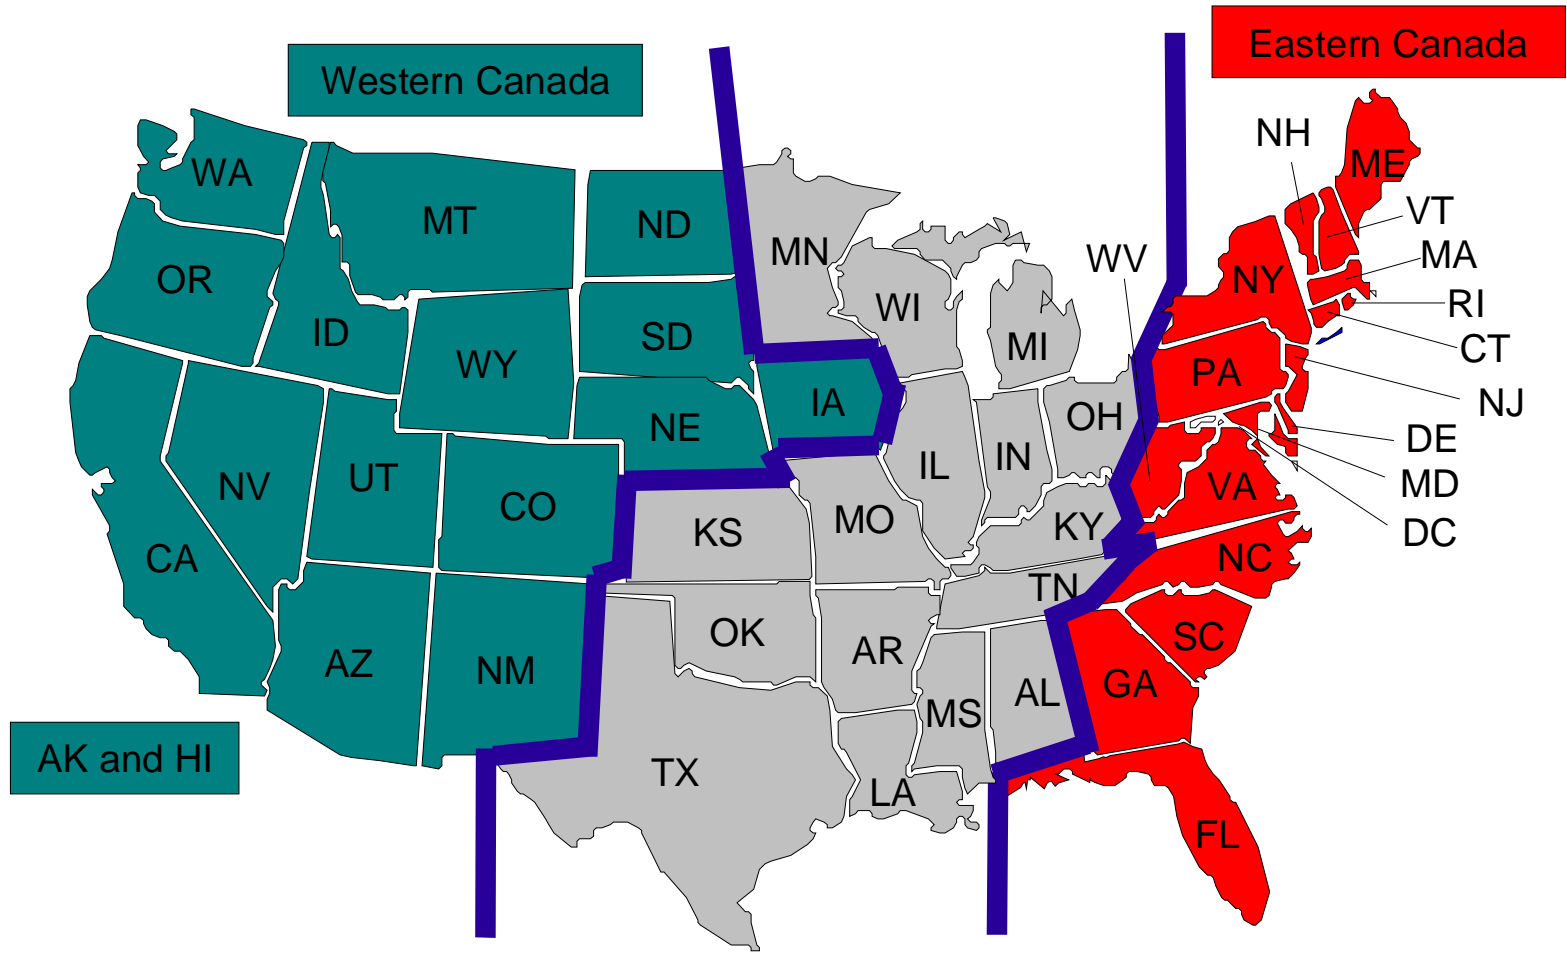 Eastern Canada
Western Canada
NH
ME
WA
VT
MT
ND
MN
WV
MA
OR
NY
WI
RI
ID
SD
MI
CT
WY
PA
IA
NJ
NE
OH
DE
IL
IN
UT
NV
VA
MD
CO
MO
KY
KS
DC
CA
NC
TN
OK
SC
AR
AZ
NM
GA
AL
MS
AK and HI
TX
LA
FL